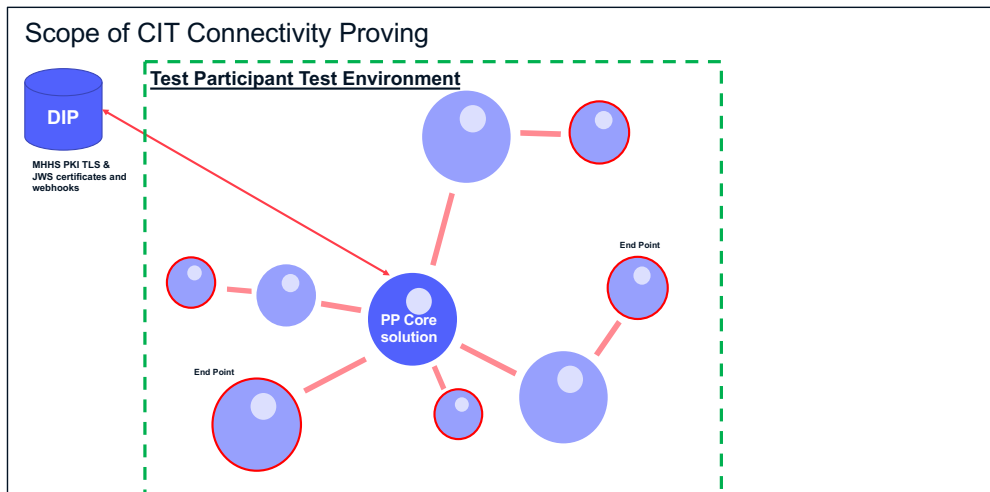 Scope of CIT Connectivity Proving
Test Participant Test Environment
DIP
MHHS PKI TLS &
JWS certificates and
webhooks
End Point
PP Core
solution
End Point